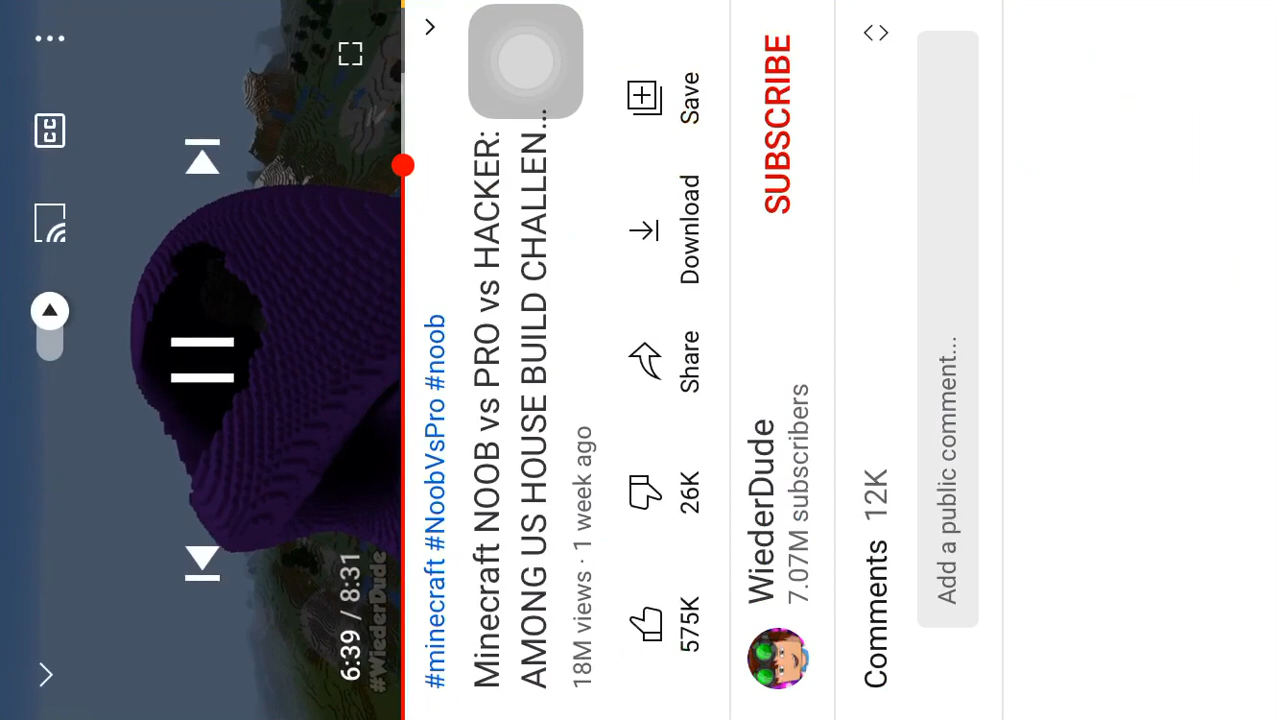 CC
6:39 / 8:31
#WiederDude
#minecraft #NoobVsPro #noob
Minecraft NOOB vs PRO vs HACKER:
AMONG US HOUSE BUILD CHALLEN...
18M views · 1 week ago
575K
26K
Share
Download
Save
WiederDude
7.07M subscribers
SUBSCRIBE
Comments 12K
Add a public comment...